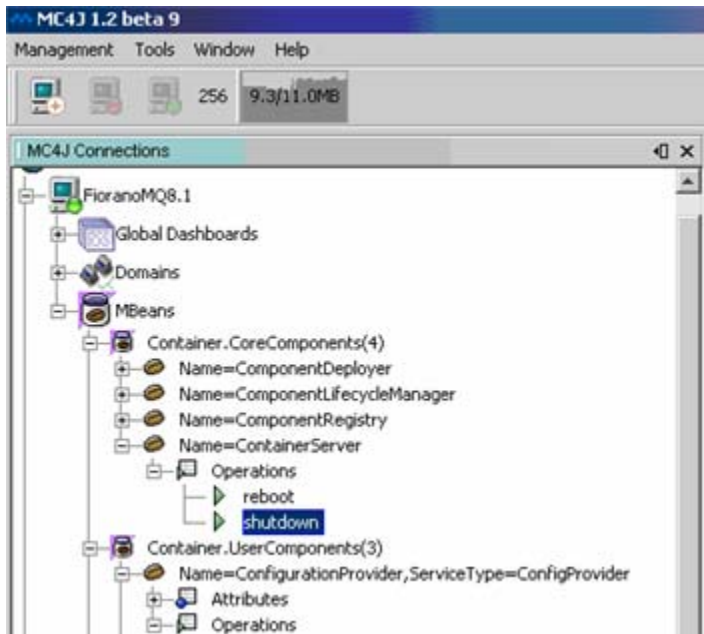 MC4J 1.2 beta 9
Management Tools Window Help
256 9.3/11.0MB
MC4J Connections
FioranoMQ8.1
Global Dashboards
Domains
MBeans
Container.CoreComponents(4)
Name=ComponentDeployer
Name=ComponentLifecycleManager
Name=ComponentRegistry
Name=ContainerServer
Operations
reboot
shutdown
Container.UserComponents(3)
Name=ConfigurationProvider,ServiceType=ConfigProvider
Attributes
Operations